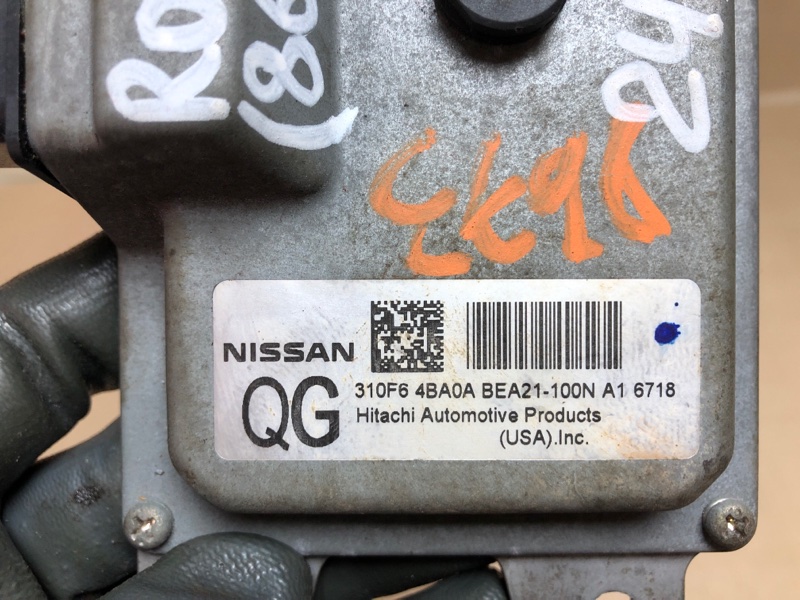 NISSAN
QG
310F6 4BA0A BEA21-100N A1 6718
Hitachi Automotive Products
(USA).Inc.